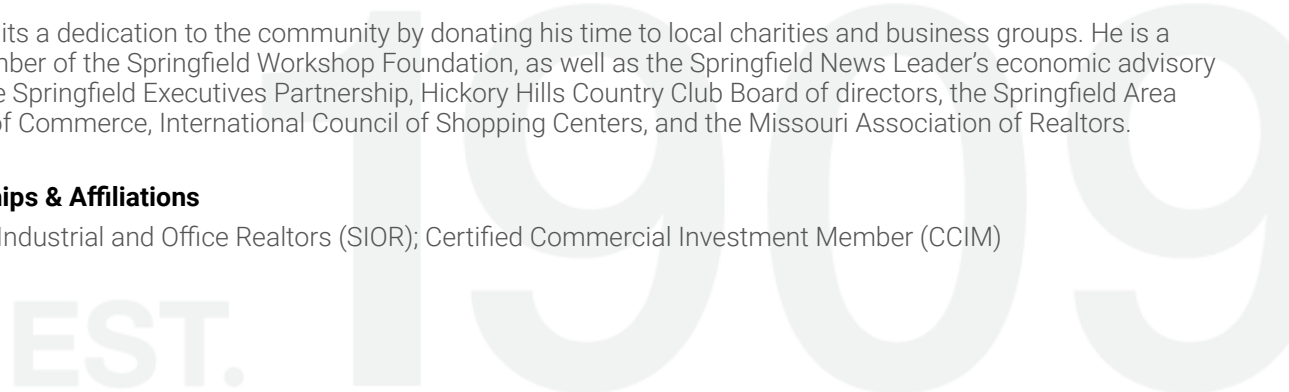 its a dedication to the community by donating his time to local charities and business groups. He is a
nber of the Springfield Workshop Foundation, as well as the Springfield News Leader’s economic advisory
e Springfield Executives Partnership, Hickory Hills Country Club Board of directors, the Springfield Area
of Commerce, International Council of Shopping Centers, and the Missouri Association of Realtors.
ips & Affiliations
Industrial and Office Realtors (SIOR); Certified Commercial Investment Member (CCIM)
EST. 1909